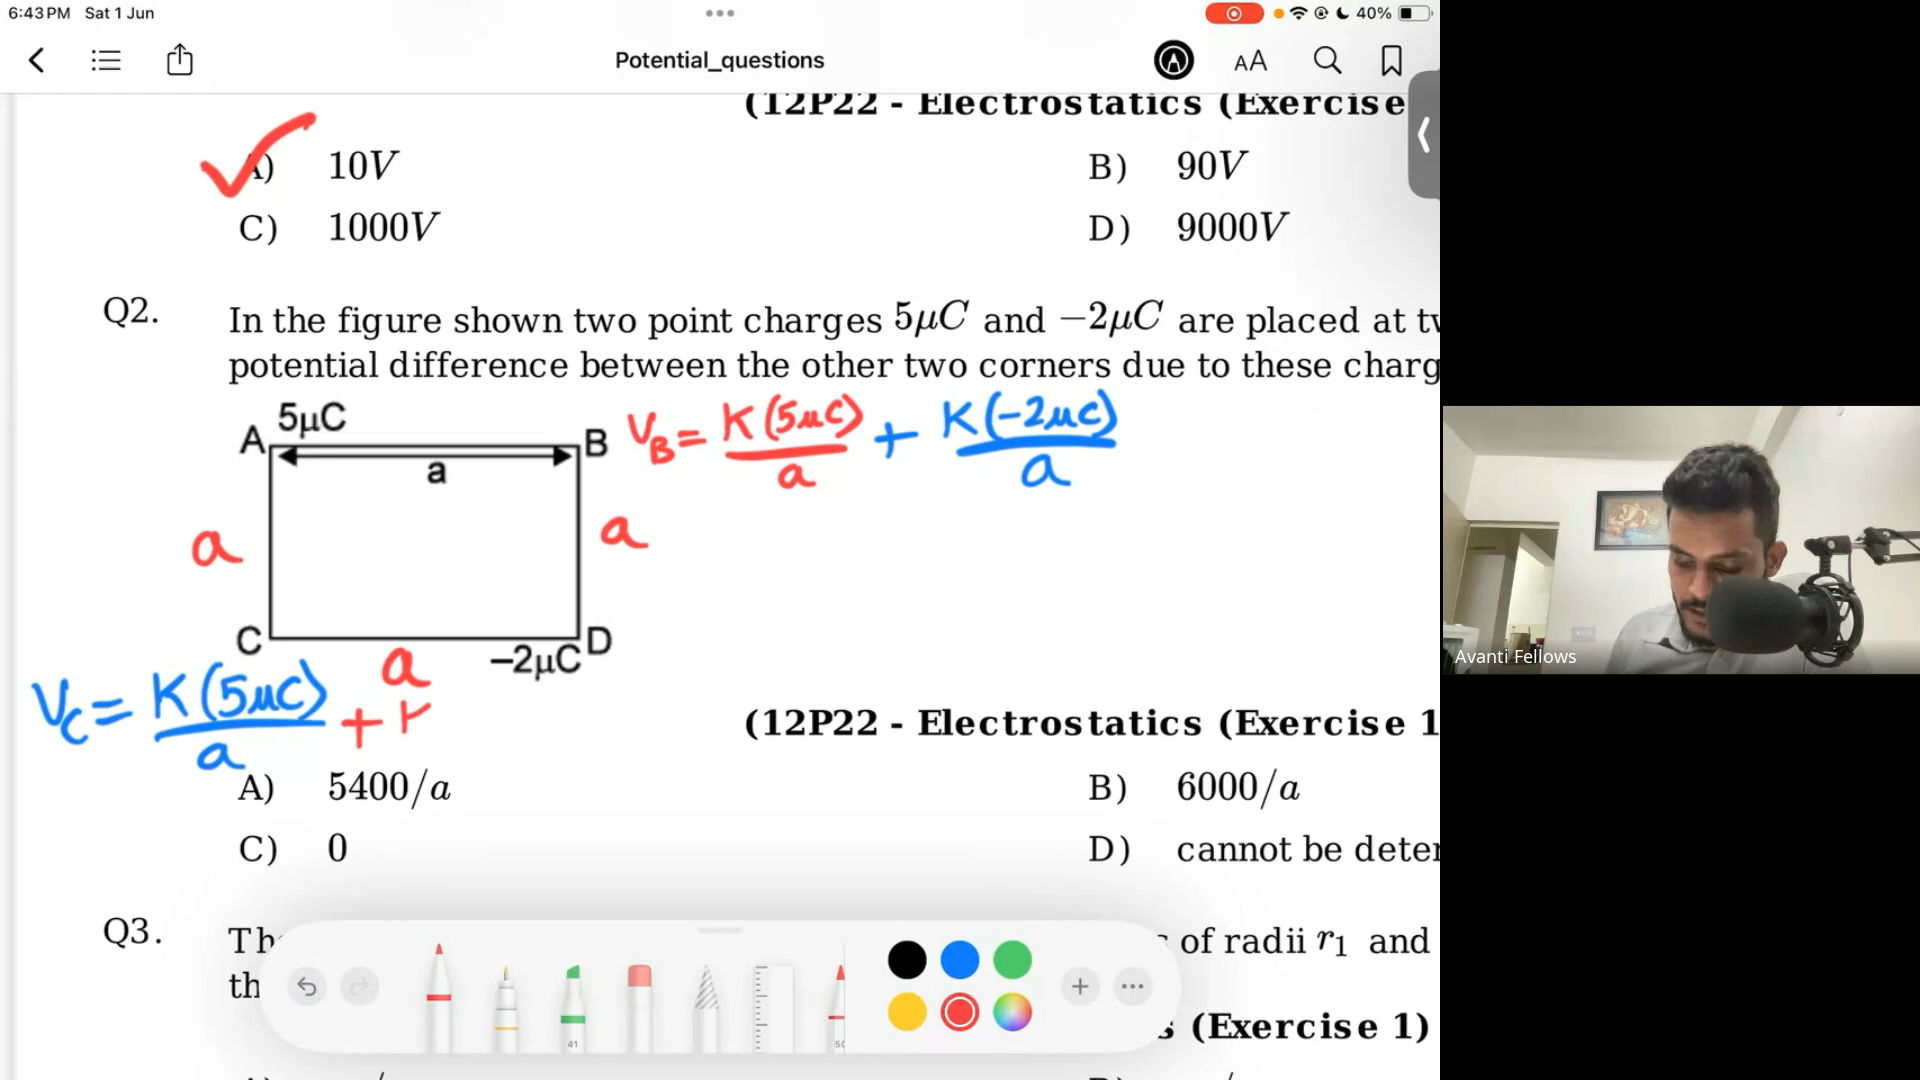 6:43 PM Sat 1 Jun
40%
Potential_questions
AA
(12P22 - Electrostatics (Exercise
A) 10V
B) 90V
C) 1000V
D) 9000V
Q2. In the figure shown two point charges 5μC and −2μC are placed at tw
potential difference between the other two corners due to these charg
A 5μC
B
a
a
a
C
−2μC D
a
V_B = K(5μC)/a + K(-2μC)/a
V_C = K(5μC)/a +
(12P22 - Electrostatics (Exercise 1
A) 5400/a
B) 6000/a
C) 0
D) cannot be deter
Q3. Th
of radii r₁ and
th
41
(Exercise 1)
Avanti Fellows